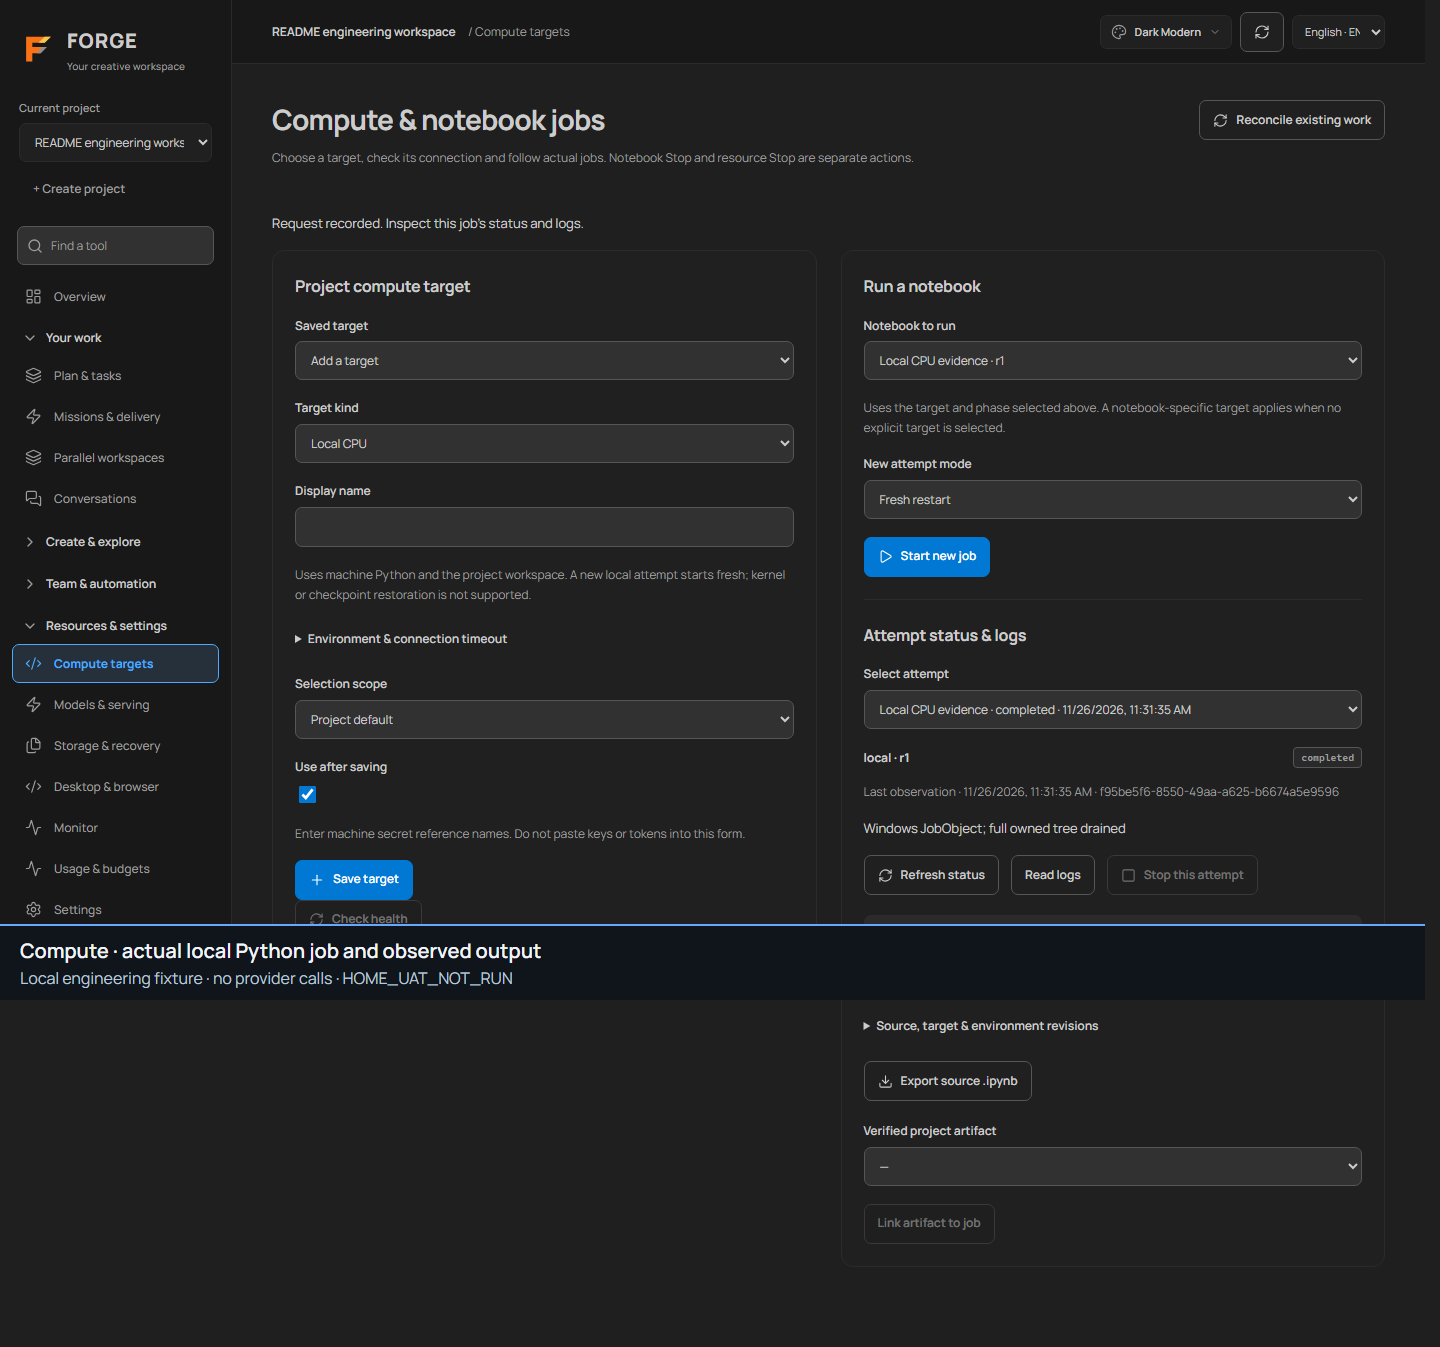 FORGE
Your creative workspace
Current project
README engineering works
+ Create project
Find a tool
Overview
Your work
Plan & tasks
Missions & delivery
Parallel workspaces
Conversations
Create & explore
Team & automation
Resources & settings
Compute targets
Models & serving
Storage & recovery
Desktop & browser
Monitor
Usage & budgets
Settings
README engineering workspace / Compute targets
Dark Modern
English · EN
Compute & notebook jobs
Reconcile existing work
Choose a target, check its connection and follow actual jobs. Notebook Stop and resource Stop are separate actions.
Request recorded. Inspect this job's status and logs.
Project compute target
Saved target
Add a target
Target kind
Local CPU
Display name
Uses machine Python and the project workspace. A new local attempt starts fresh; kernel
or checkpoint restoration is not supported.
Environment & connection timeout
Selection scope
Project default
Use after saving
Enter machine secret reference names. Do not paste keys or tokens into this form.
Save target
Check health
Run a notebook
Notebook to run
Local CPU evidence · r1
Uses the target and phase selected above. A notebook-specific target applies when no
explicit target is selected.
New attempt mode
Fresh restart
Start new job
Attempt status & logs
Select attempt
Local CPU evidence · completed · 11/26/2026, 11:31:35 AM
local · r1
completed
Last observation · 11/26/2026, 11:31:35 AM · f95be5f6-8550-49aa-a625-b6674a5e9596
Windows JobObject; full owned tree drained
Refresh status
Read logs
Stop this attempt
Compute · actual local Python job and observed output
Local engineering fixture · no provider calls · HOME_UAT_NOT_RUN
Source, target & environment revisions
Export source .ipynb
Verified project artifact
—
Link artifact to job